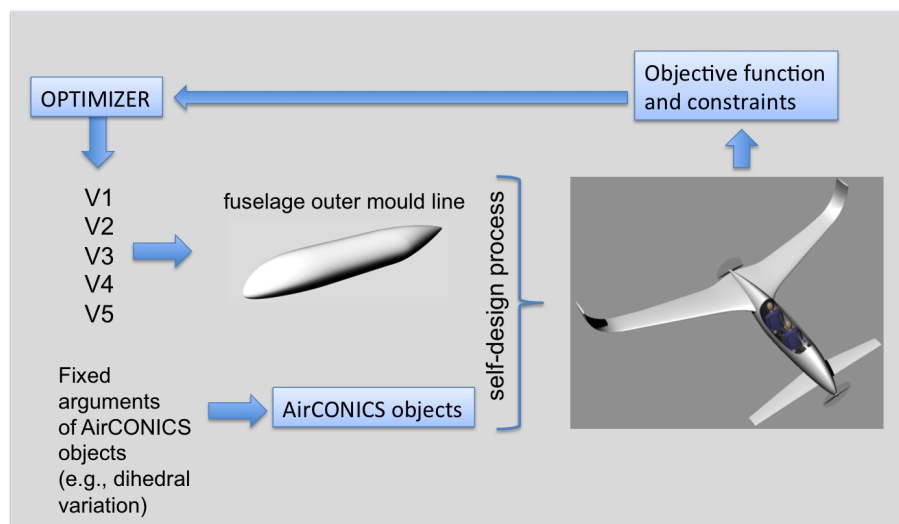 OPTIMIZER
Objective function
and constraints
V1
V2
V3
V4
V5
fuselage outer mould line
self-design process
Fixed
arguments
of AirCONICS
objects
(e.g., dihedral
variation)
AirCONICS objects